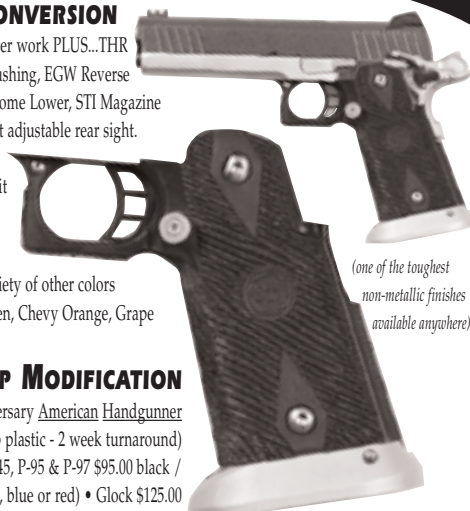 ONVERSION
er work PLUS...THR
ushing, EGW Reverse
ome Lower, STI Magazine
t adjustable rear sight.
it
iety of other colors
en, Chevy Orange, Grape
(one of the toughest
non-metallic finishes
available anywhere)
P MODIFICATION
ersary American Handgunner
plastic - 2 week turnaround)
45, P-95 & P-97 $95.00 black /
, blue or red) • Glock $125.00